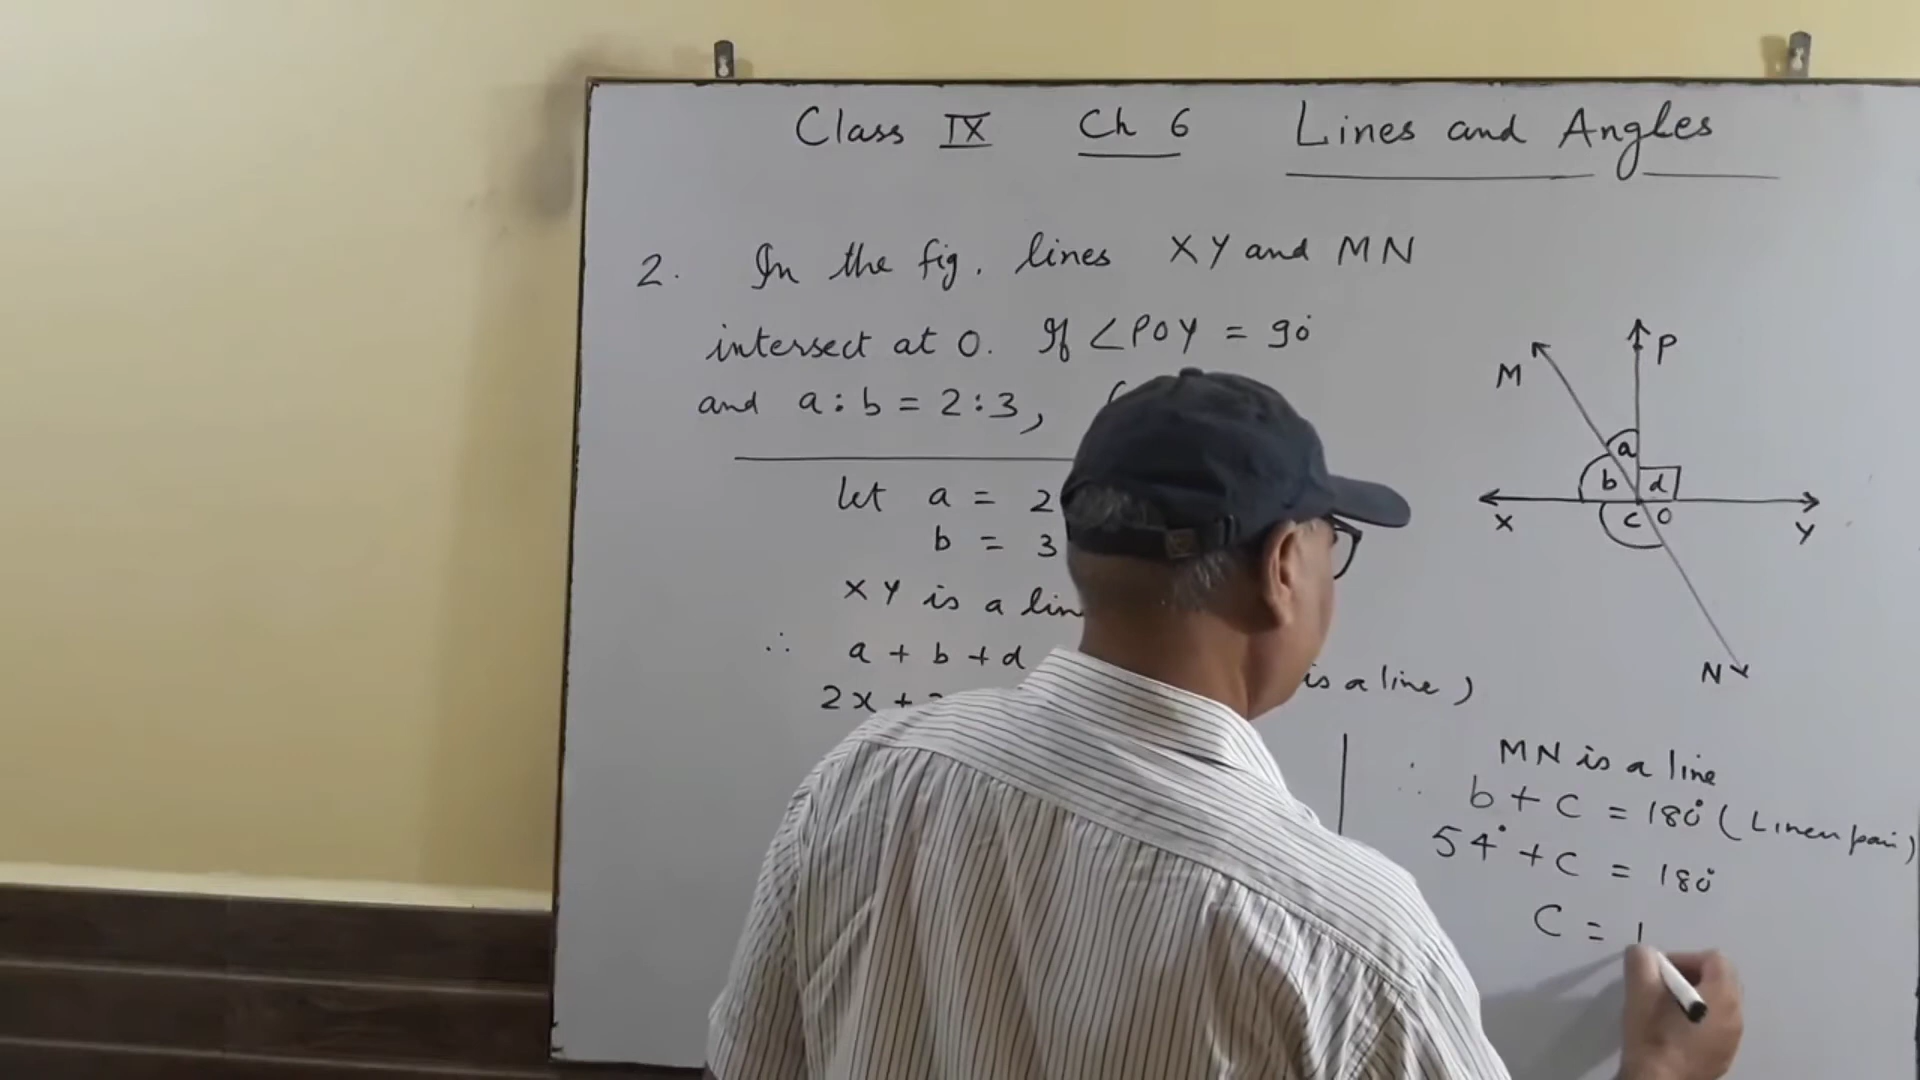 Class IX Ch 6 Lines and Angles
2. In the fig. lines XY and MN
intersect at O. If ∠POY = 90°
and a : b = 2 : 3,
let a = 2
b = 3
XY is a line
∴ a + b + d
2x +
is a line )
MN is a line
∴ b + c = 180° ( Linear pair )
54° + c = 180°
c = 1
M
P
a
b
d
X
c
O
Y
N